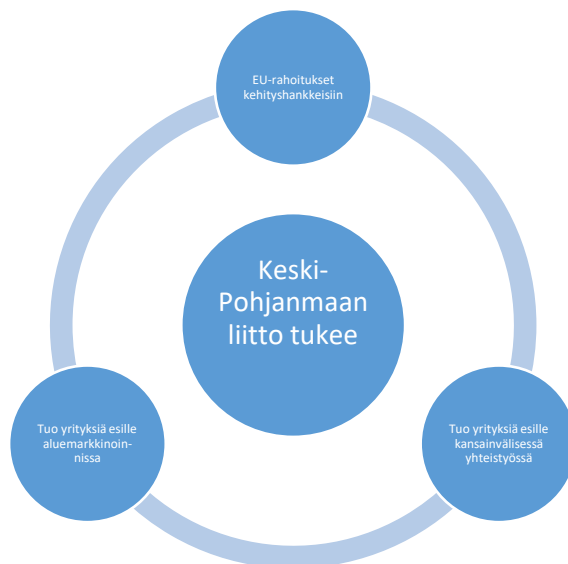 EU-rahoitukset
kehityshankkeisiin
Keski-
Pohjanmaan
liitto tukee
Tuo yrityksiä esille
aluemarkkinoin-
nissa
Tuo yrityksiä esille
kansainvälisessä
yhteistyössä